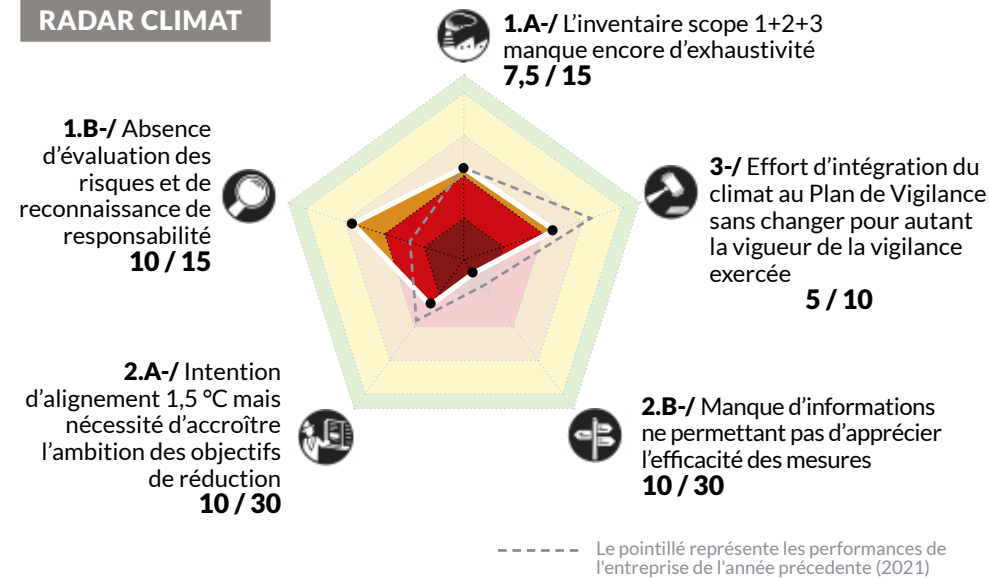 RADAR CLIMAT
1.A-/ L’inventaire scope 1+2+3
manque encore d’exhaustivité
7,5 / 15
1.B-/ Absence
d’évaluation des
risques et de
reconnaissance de
responsabilité
10 / 15
3-/ Effort d’intégration du
climat au Plan de Vigilance
sans changer pour autant
la vigueur de la vigilance
exercée
5 / 10
2.A-/ Intention
d’alignement 1,5 °C mais
nécessité d’accroître
l’ambition des objectifs
de réduction
10 / 30
2.B-/ Manque d’informations
ne permettant pas d’apprécier
l’efficacité des mesures
10 / 30
Le pointillé représente les performances de
l'entreprise de l'année précedente (2021)